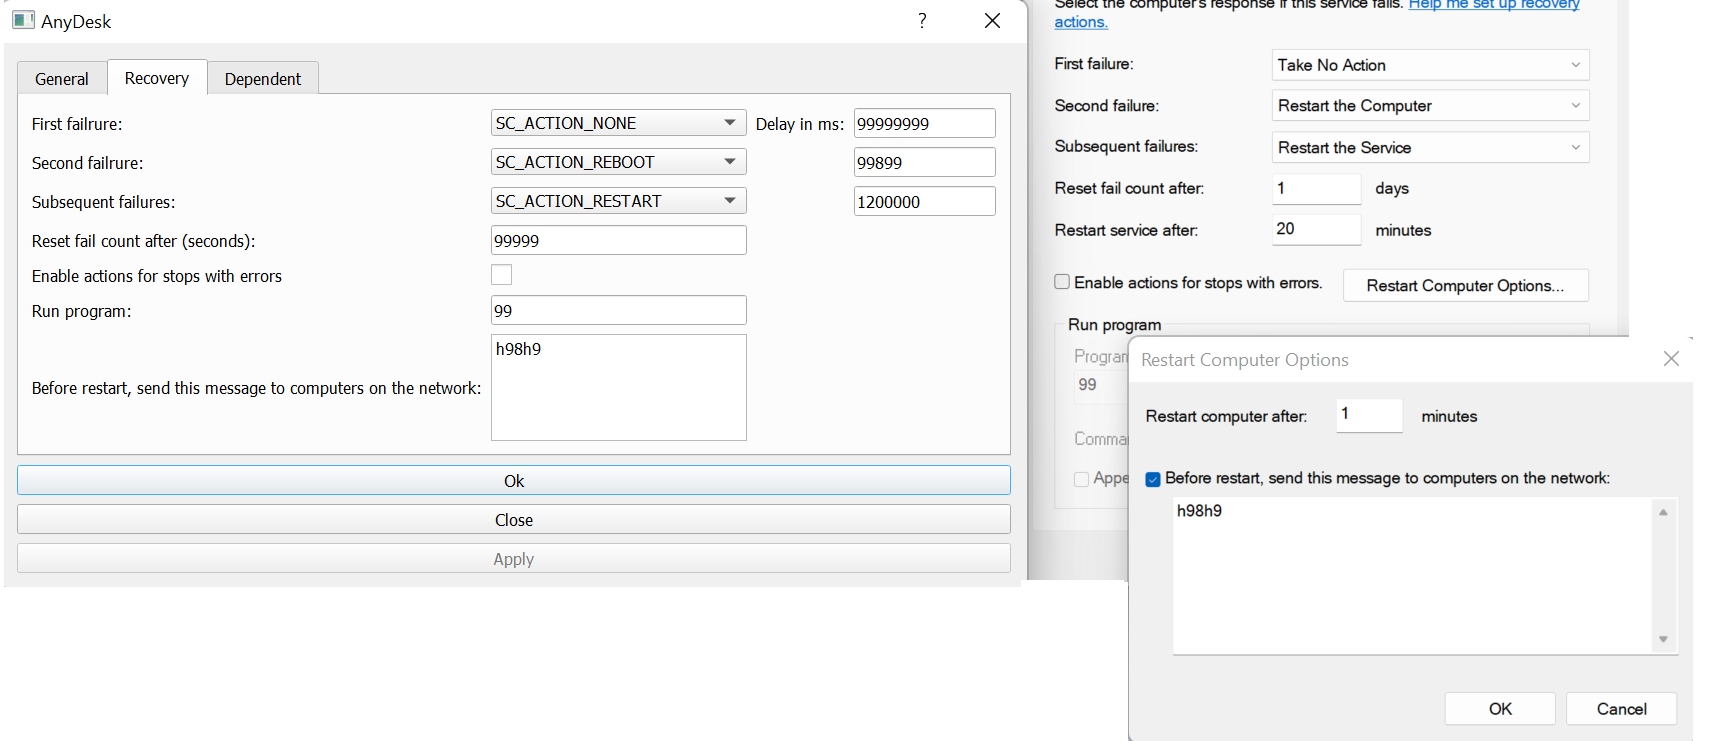 AnyDesk
?
General Recovery Dependent
First failrure: SC_ACTION_NONE Delay in ms: 99999999
Second failrure: SC_ACTION_REBOOT 99899
Subsequent failures: SC_ACTION_RESTART 1200000
Reset fail count after (seconds): 99999
Enable actions for stops with errors
Run program: 99
h98h9
Before restart, send this message to computers on the network:
Ok
Close
Apply
Select the computer's response if this service fails. Help me set up recovery
actions.
First failure: Take No Action
Second failure: Restart the Computer
Subsequent failures: Restart the Service
Reset fail count after: 1 days
Restart service after: 20 minutes
Enable actions for stops with errors. Restart Computer Options...
Run program
Program
99
Comma
Appe
Restart Computer Options
Restart computer after: 1 minutes
Before restart, send this message to computers on the network:
h98h9
OK Cancel